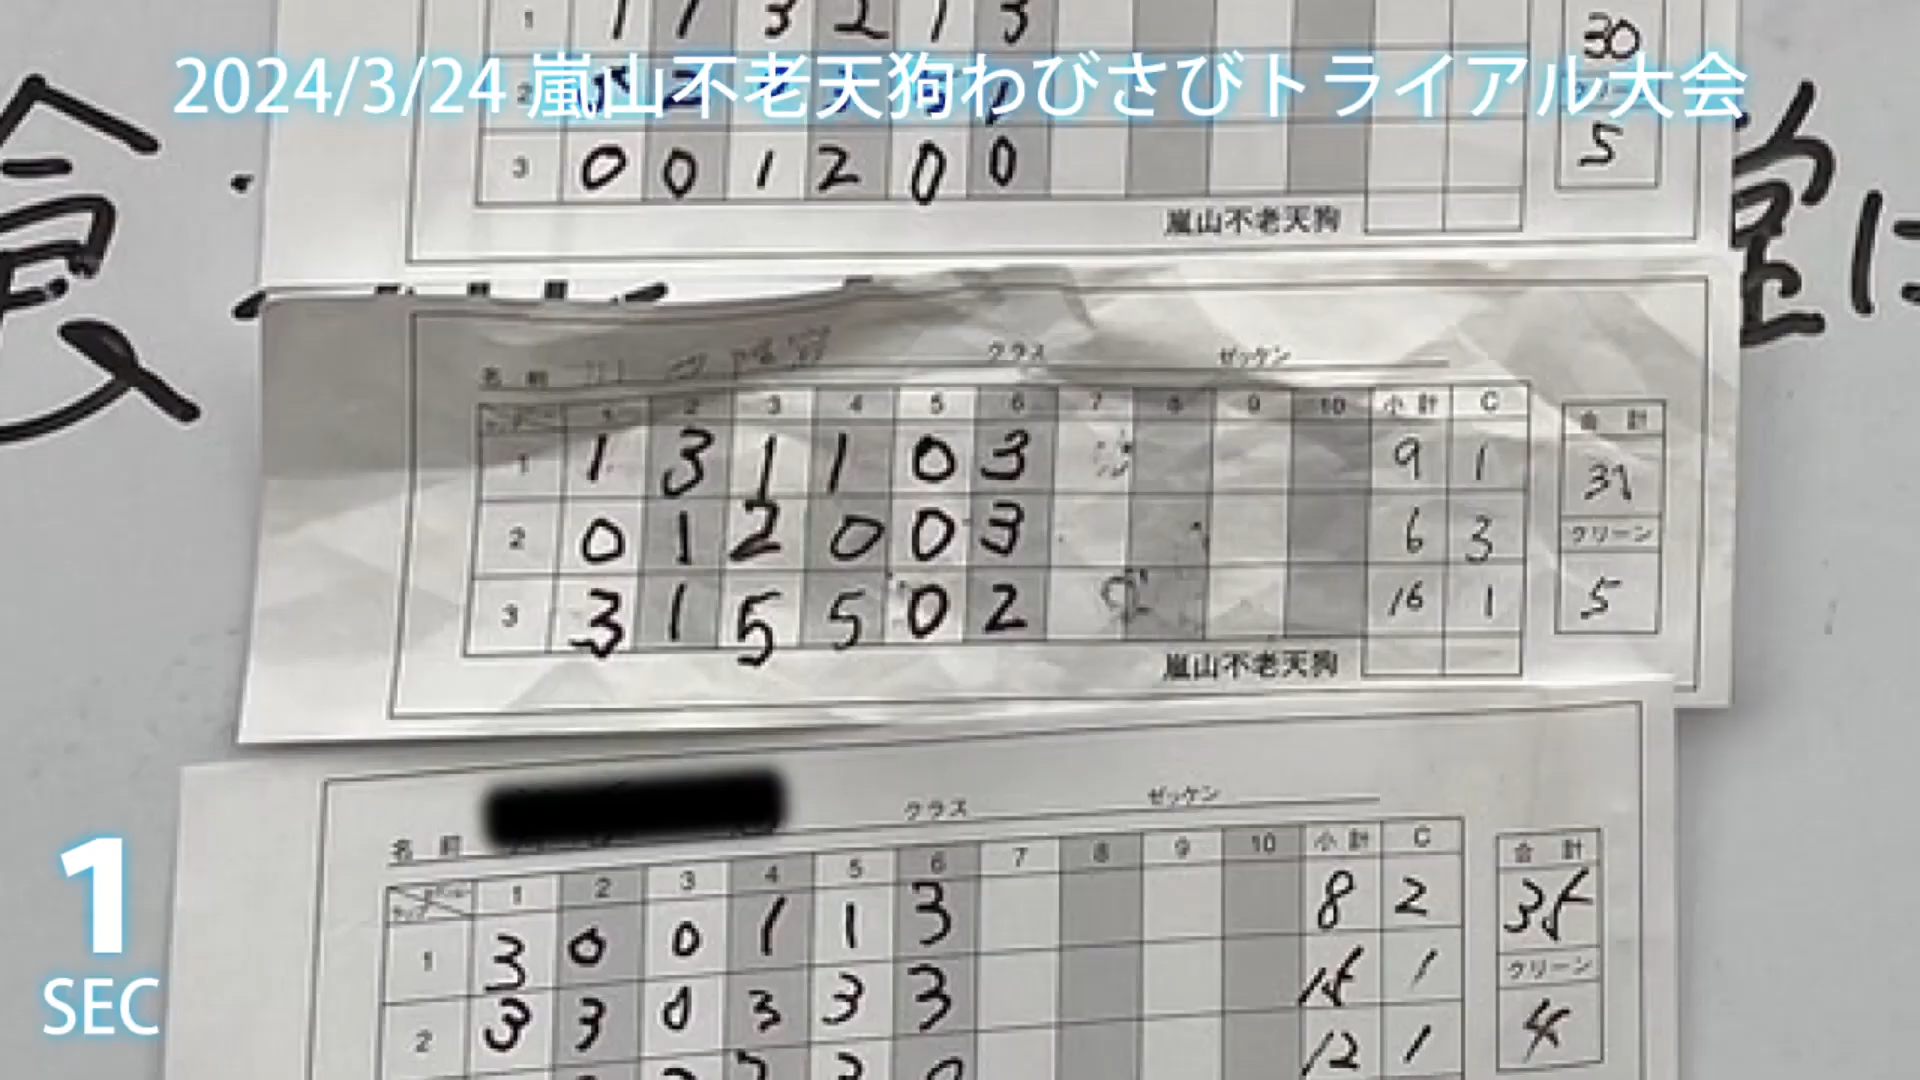 1 1 1 3 2 1 3 30
2024/3/24 嵐山不老天狗わびさびトライアル大会
3 0 0 1 2 0 0 5
嵐山不老天狗
名前 クラス ゼッケン
1 2 3 4 5 6 7 8 9 10 小計 C 合計
1 1 3 1 1 0 3 9 1 31
2 0 1 2 0 0 3 6 3 クリーン
3 3 1 5 5 0 2 16 1 5
嵐山不老天狗
名前 クラス ゼッケン
1 2 3 4 5 6 7 8 9 10 小計 C 合計
1 3 0 0 1 1 3 8 2 35
2 3 3 0 3 3 3 15 1 クリーン
12 1 4
1
SEC